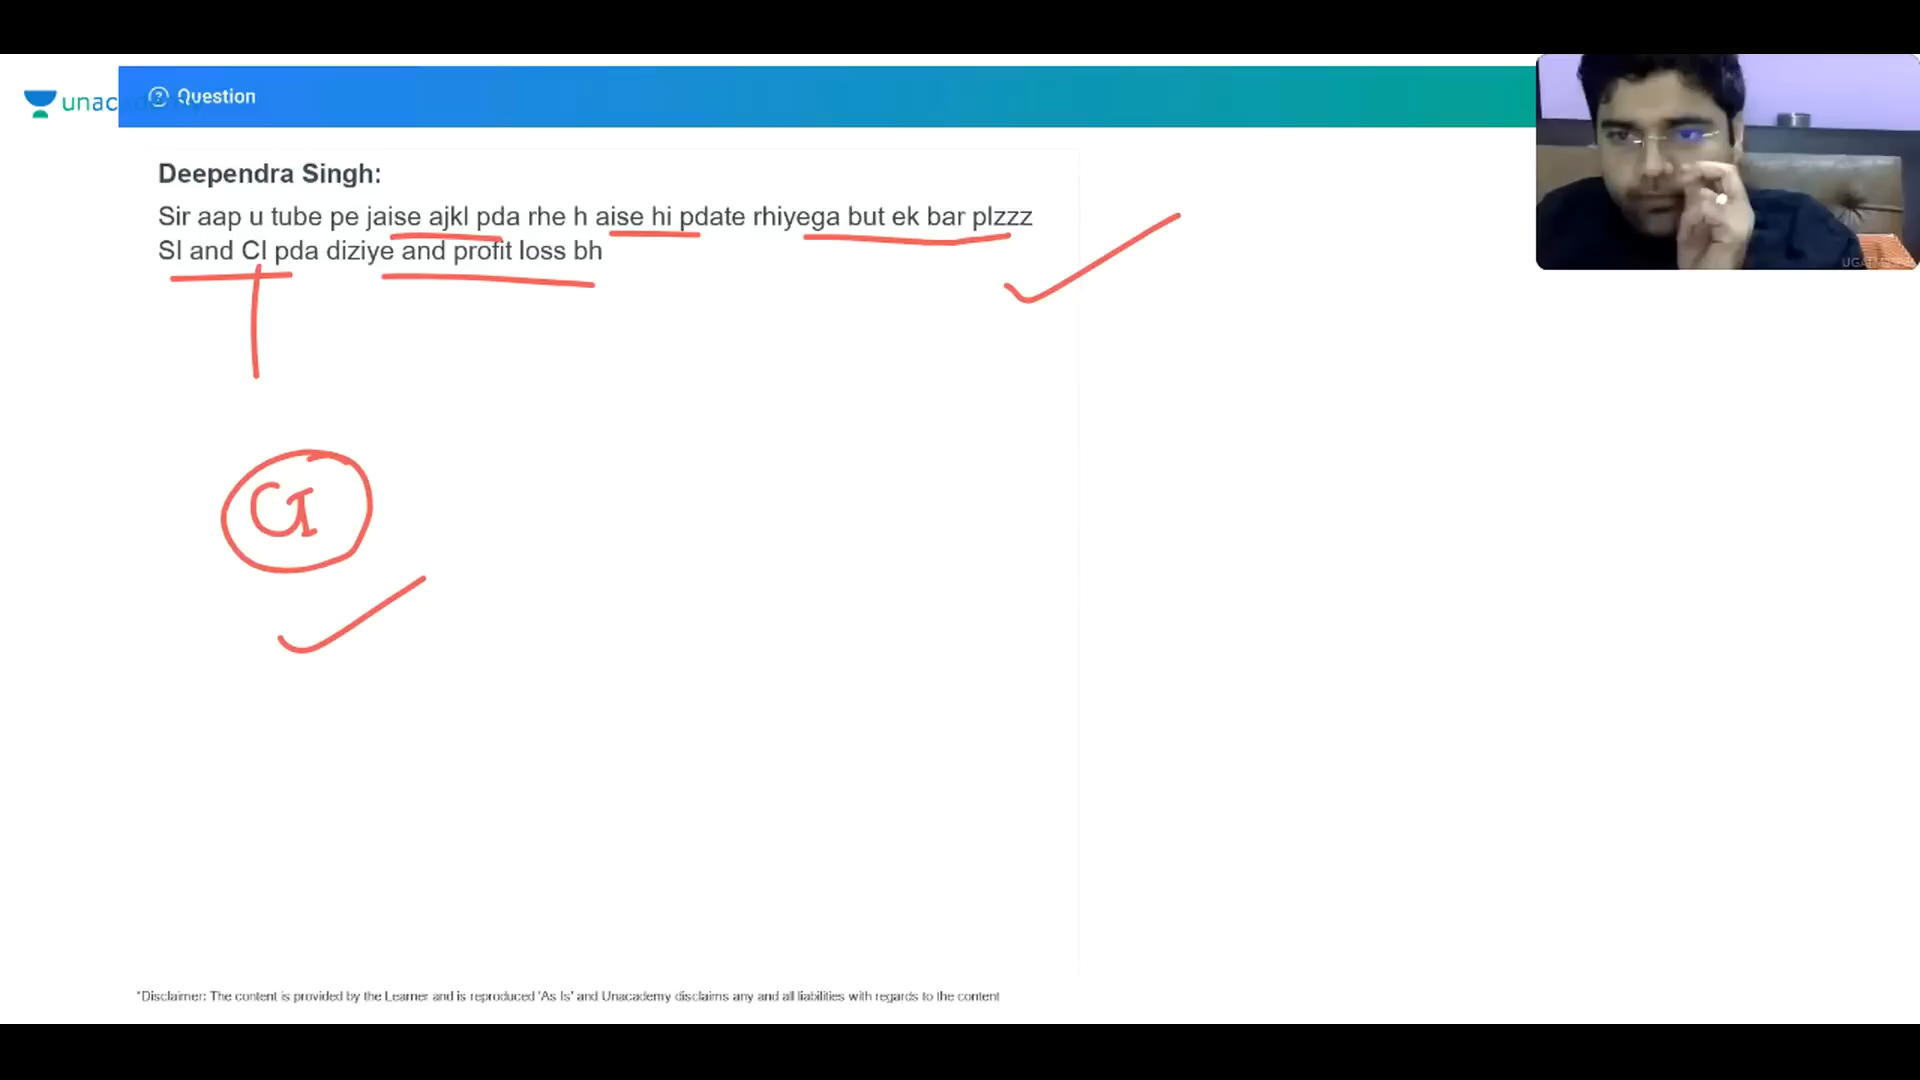 unacademy
? Question
Deependra Singh:
Sir aap u tube pe jaise ajkl pda rhe h aise hi pdate rhiyega but ek bar plzzz
SI and CI pda diziye and profit loss bh
CI
*Disclaimer: The content is provided by the Learner and is reproduced 'As Is' and Unacademy disclaims any and all liabilities with regards to the content